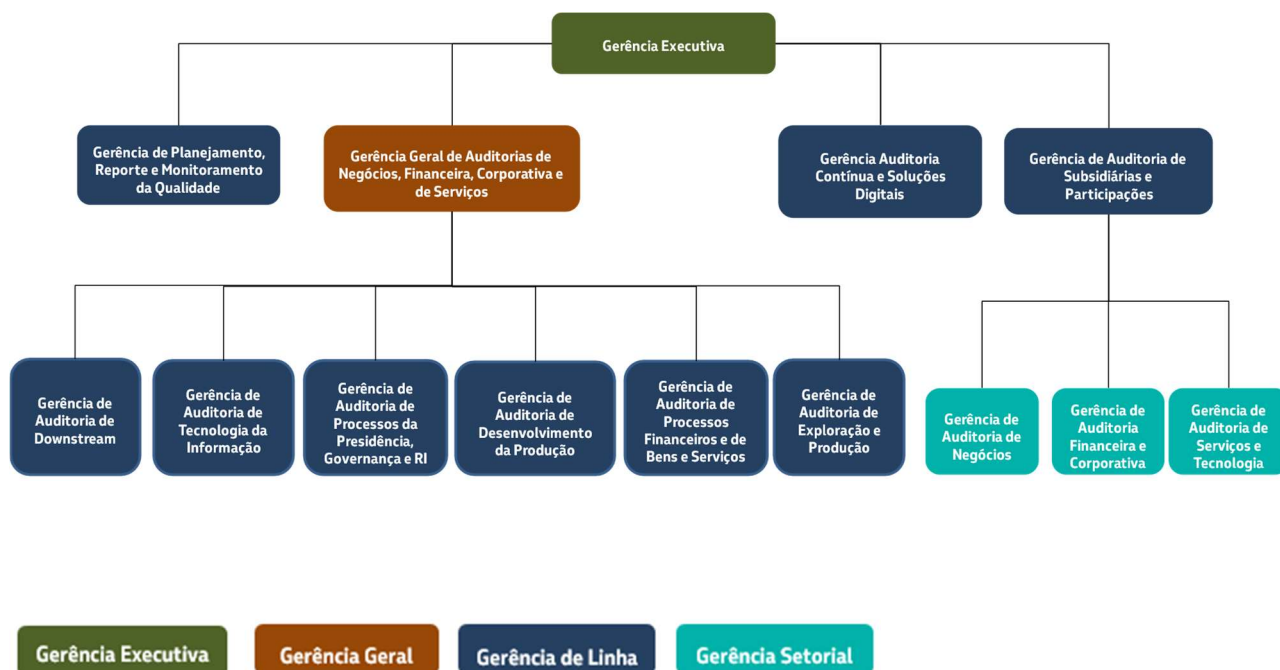 Gerência Executiva
Gerência de Planejamento,
Reporte e Monitoramento
da Qualidade
Gerência Geral de Auditorias de
Negócios, Financeira, Corporativa e
de Serviços
Gerência Auditoria
Contínua e Soluções
Digitais
Gerência de Auditoria de
Subsidiárias e
Participações
Gerência de
Auditoria de
Downstream
Gerência de
Auditoria de
Tecnologia da
Informação
Gerência de
Auditoria de
Processos da
Presidência,
Governança e RI
Gerência de
Auditoria de
Desenvolvimento
da Produção
Gerência de
Auditoria de
Processos
Financeiros e de
Bens e Serviços
Gerência de
Auditoria de
Exploração e
Produção
Gerência de
Auditoria de
Negócios
Gerência de
Auditoria
Financeira e
Corporativa
Gerência de
Auditoria de
Serviços e
Tecnologia
Gerência Executiva
Gerência Geral
Gerência de Linha
Gerência Setorial